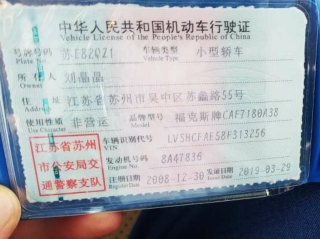 中华人民共和国机动车行驶证
Vehicle License of the People's Republic of China
号牌号码 苏E82QZ1 车辆类型 小型轿车
Plate No. Vehicle Type
所有人 刘晶晶
Owner
住址 江苏省苏州市吴中区苏蠡路55号
Address
使用性质 非营运 品牌型号 福克斯牌CAF7180A38
Use Character Model
江苏省苏州
市公安局交
通警察支队
车辆识别代号 LVSHCFAE58F313256
VIN
发动机号码 8A47836
Engine No.
注册日期 2008-12-30 发证日期 2019-03-29
Register Date Issue Date